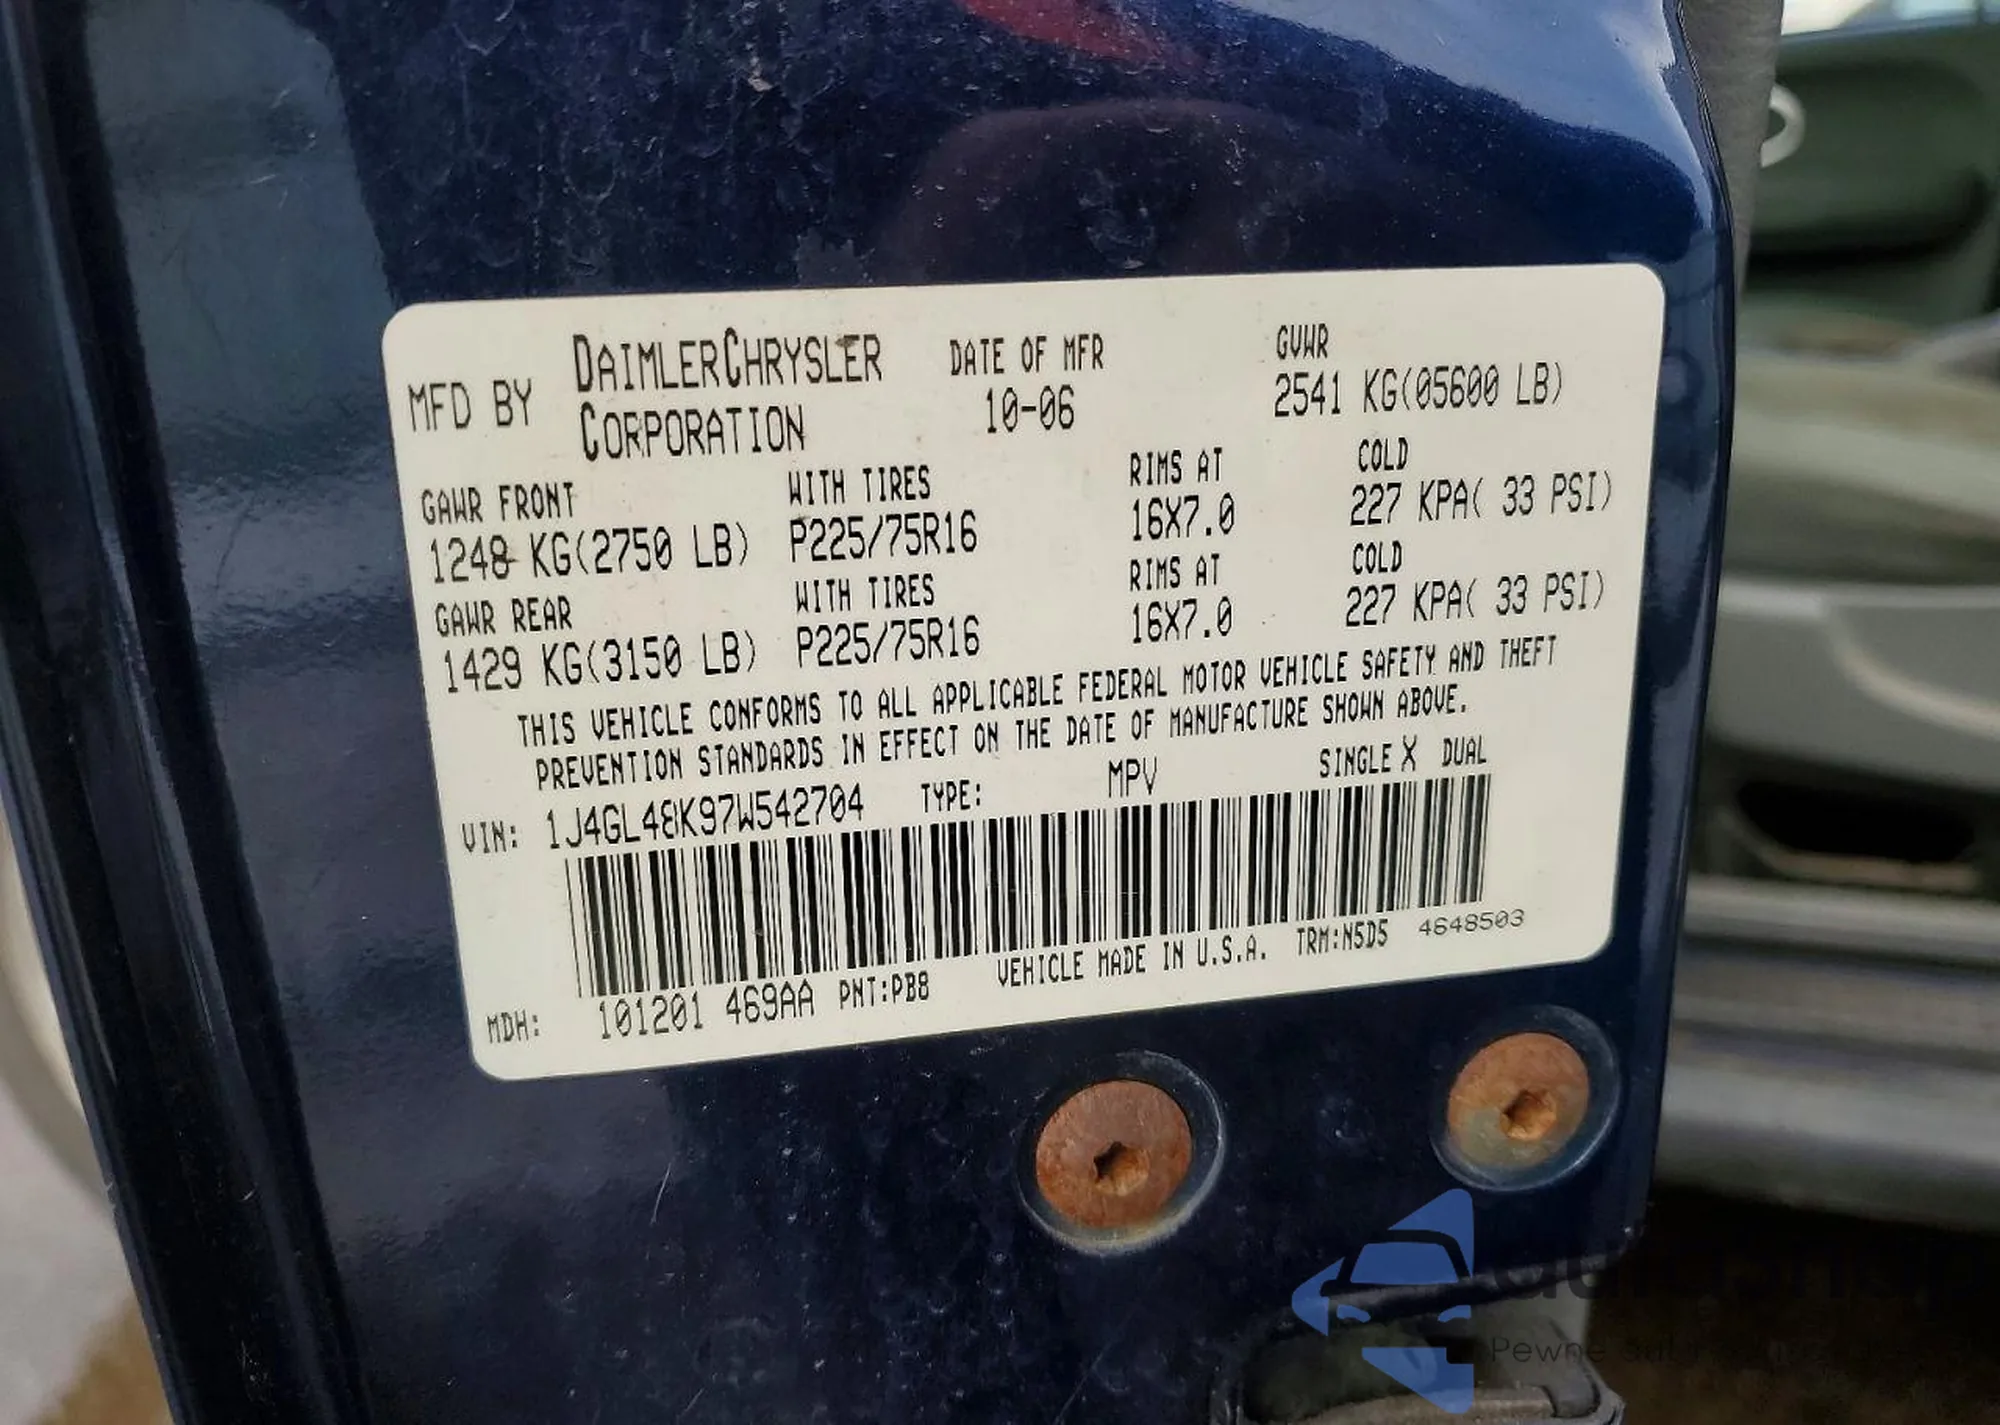 MFD BY DAIMLERCHRYSLER CORPORATION DATE OF MFR 10-06 GVWR 2541 KG(05600 LB)
GAWR FRONT WITH TIRES RIMS AT COLD
1248 KG(2750 LB) P225/75R16 16X7.0 227 KPA( 33 PSI)
GAWR REAR WITH TIRES RIMS AT COLD
1429 KG(3150 LB) P225/75R16 16X7.0 227 KPA( 33 PSI)
THIS VEHICLE CONFORMS TO ALL APPLICABLE FEDERAL MOTOR VEHICLE SAFETY AND THEFT
PREVENTION STANDARDS IN EFFECT ON THE DATE OF MANUFACTURE SHOWN ABOVE.
VIN: 1J4GL48K97W542704 TYPE: MPV SINGLE X DUAL
MDH: 101201 469AA PNT:PB8 VEHICLE MADE IN U.S.A. TRM:N5D5 4648503
Pewne